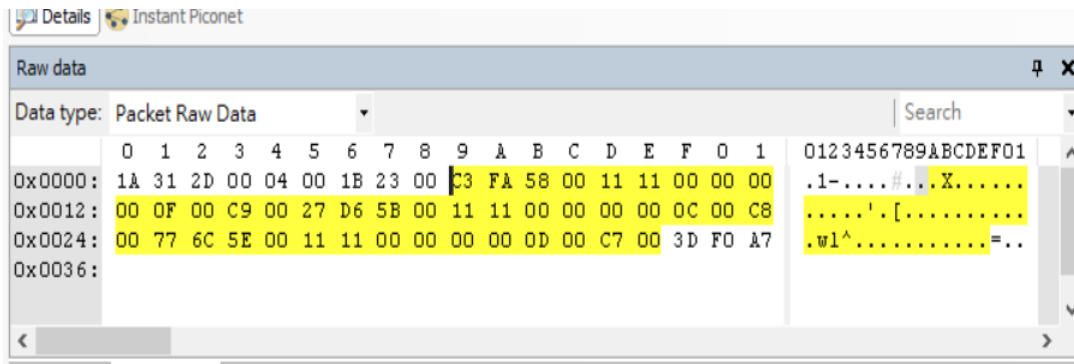 Details Instant Piconet
Raw data
Data type: Packet Raw Data Search
0 1 2 3 4 5 6 7 8 9 A B C D E F 0 1 0123456789ABCDEF01
0x0000: 1A 31 2D 00 04 00 1B 23 00 C3 FA 58 00 11 11 00 00 00 .1-....#...X......
0x0012: 00 0F 00 C9 00 27 D6 5B 00 11 11 00 00 00 00 0C 00 C8 .....'.[..........
0x0024: 00 77 6C 5E 00 11 11 00 00 00 00 0D 00 C7 00 3D F0 A7 .wl^...........=..
0x0036: